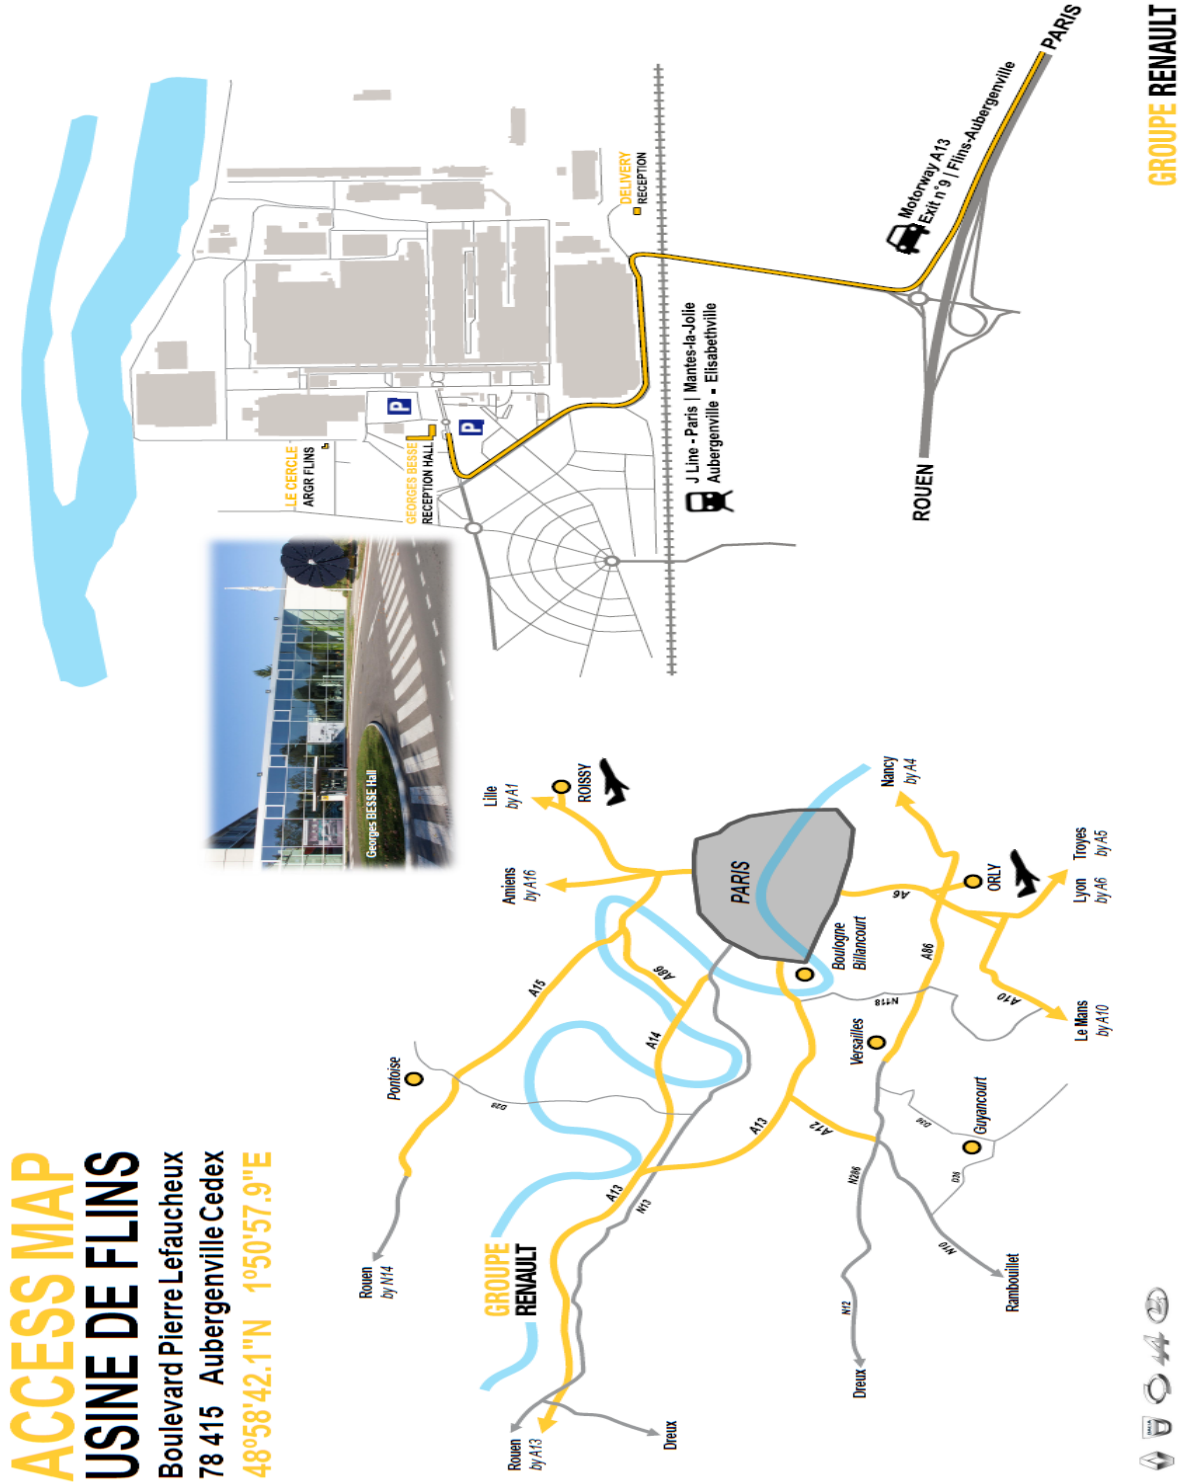 ACCESS MAP
USINE DE FLINS
Boulevard Pierre Lefaucheux
78 415 Aubergenville Cedex
48°58'42.1"N 1°50'57.9"E
Rouen
by N14
Pontoise
D28
A15
Amiens
by A16
Lille
by A1
ROISSY
GROUPE
RENAULT
A13
N13
A14
A86
PARIS
Rouen
by A13
Dreux
A13
A12
Boulogne
Billancourt
Versailles
N118
A86
A6
ORLY
Nancy
by A4
Troyes
by A5
Lyon
by A6
A10
Le Mans
by A10
Guyancourt
D36
N286
N12
Dreux
N10
Rambouillet
Georges BESSE Hall
LE CERCLE
ARGR FLINS
GEORGES BESSE
RECEPTION HALL
P
P
DELIVERY
RECEPTION
J Line - Paris | Mantes-la-Jolie
Aubergenville - Elisabethville
Motorway A13
Exit n°9 | Flins-Aubergenville
PARIS
ROUEN
GROUPE RENAULT